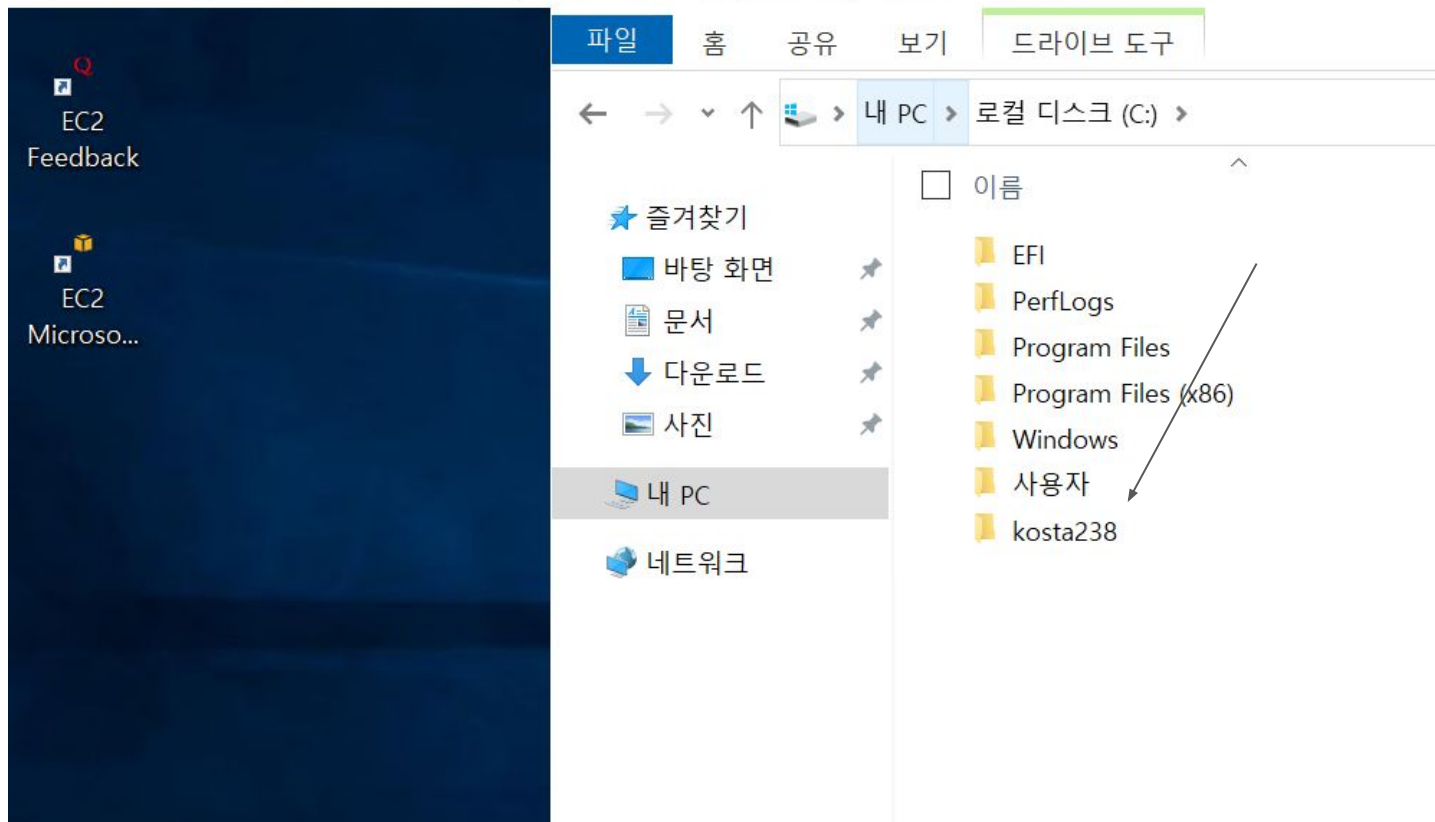 EC2
Feedback
EC2
Microso...
파일 홈 공유 보기 드라이브 도구
내 PC 로컬 디스크 (C:)
이름
즐겨찾기
바탕 화면
문서
다운로드
사진
내 PC
네트워크
EFI
PerfLogs
Program Files
Program Files (x86)
Windows
사용자
kosta238